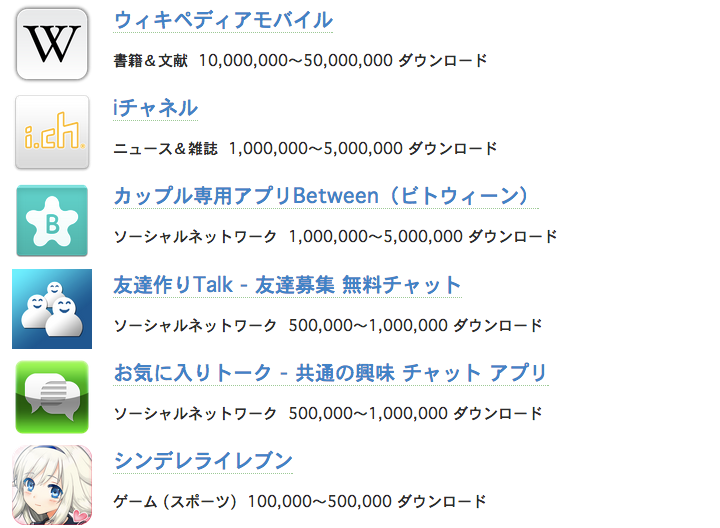 W
ウィキペディアモバイル
書籍＆文献 10,000,000〜50,000,000 ダウンロード
i.ch.
iチャネル
ニュース＆雑誌 1,000,000〜5,000,000 ダウンロード
B
カップル専用アプリBetween（ビトウィーン）
ソーシャルネットワーク 1,000,000〜5,000,000 ダウンロード
友達作りTalk - 友達募集 無料チャット
ソーシャルネットワーク 500,000〜1,000,000 ダウンロード
お気に入りトーク - 共通の興味 チャット アプリ
ソーシャルネットワーク 500,000〜1,000,000 ダウンロード
シンデレライレブン
ゲーム (スポーツ) 100,000〜500,000 ダウンロード